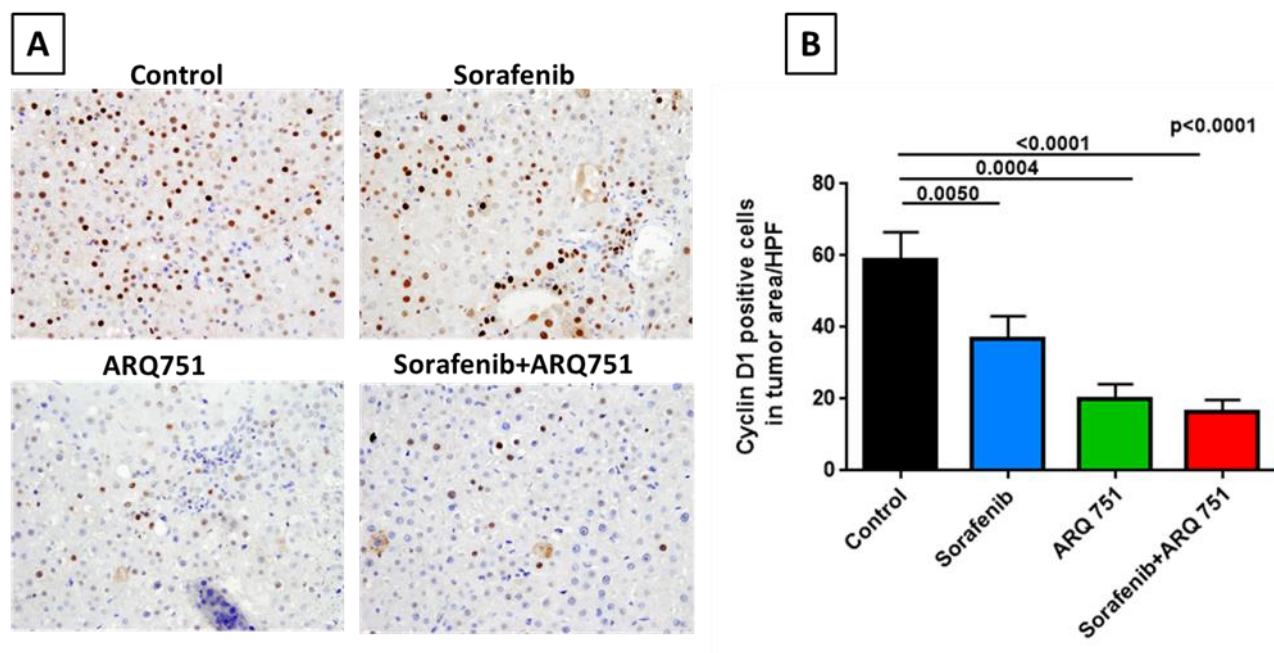 A
Control
Sorafenib
ARQ751
Sorafenib+ARQ751
B
p<0.0001
<0.0001
0.0004
0.0050
Cyclin D1 positive cells
in tumor area/HPF
80
60
40
20
0
Control
Sorafenib
ARQ 751
Sorafenib+ARQ 751